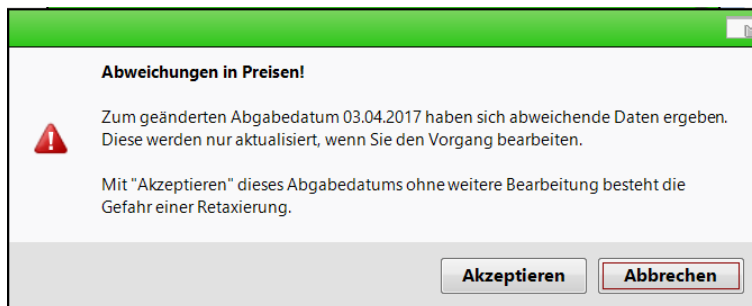 Abweichungen in Preisen!
Zum geänderten Abgabedatum 03.04.2017 haben sich abweichende Daten ergeben.
Diese werden nur aktualisiert, wenn Sie den Vorgang bearbeiten.
Mit "Akzeptieren" dieses Abgabedatums ohne weitere Bearbeitung besteht die
Gefahr einer Retaxierung.
Akzeptieren Abbrechen